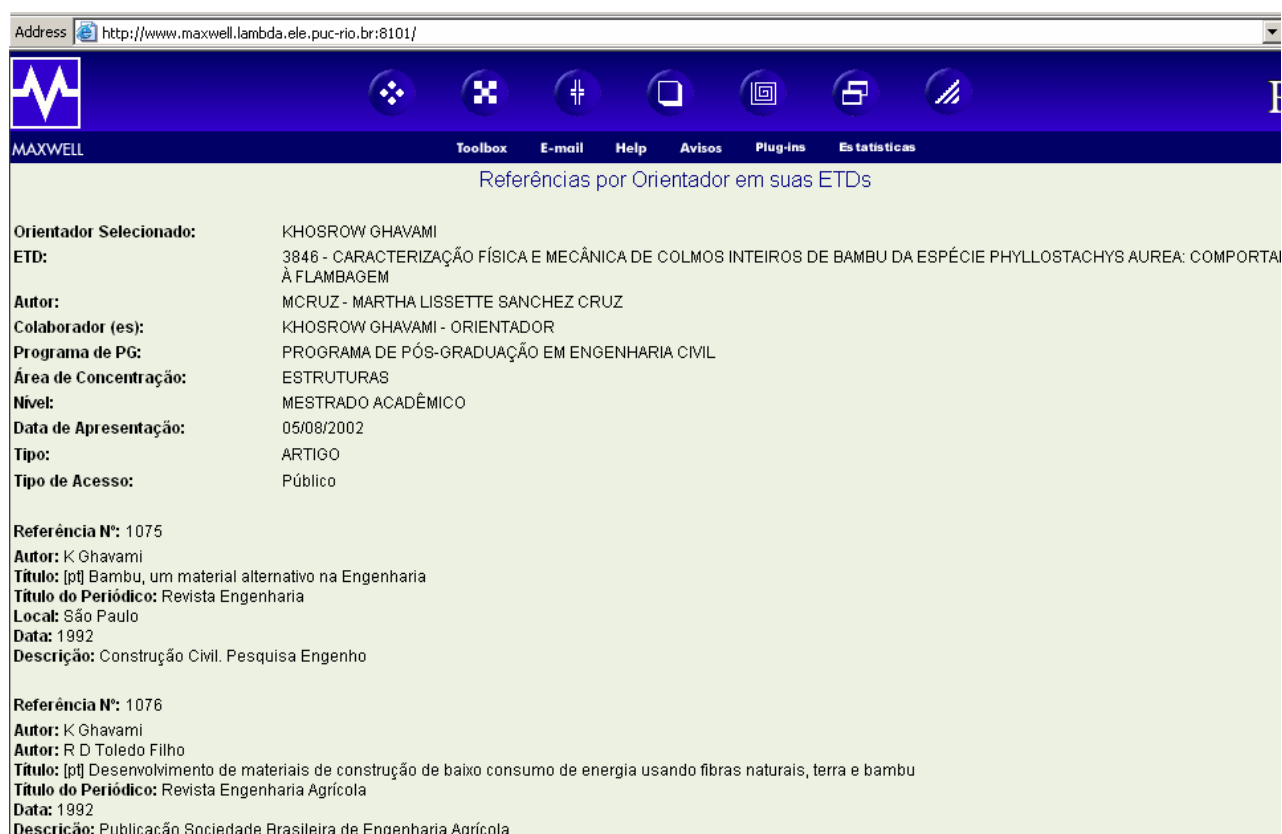 Address http://www.maxwell.lambda.ele.puc-rio.br:8101/
MAXWELL Toolbox E-mail Help Avisos Plug-ins Estatísticas
Referências por Orientador em suas ETDs
Orientador Selecionado: KHOSROW GHAVAMI
ETD: 3846 - CARACTERIZAÇÃO FÍSICA E MECÂNICA DE COLMOS INTEIROS DE BAMBU DA ESPÉCIE PHYLLOSTACHYS AUREA: COMPORTA
À FLAMBAGEM
Autor: MCRUZ - MARTHA LISSETTE SANCHEZ CRUZ
Colaborador (es): KHOSROW GHAVAMI - ORIENTADOR
Programa de PG: PROGRAMA DE PÓS-GRADUAÇÃO EM ENGENHARIA CIVIL
Área de Concentração: ESTRUTURAS
Nível: MESTRADO ACADÊMICO
Data de Apresentação: 05/08/2002
Tipo: ARTIGO
Tipo de Acesso: Público
Referência Nº: 1075
Autor: K Ghavami
Título: [pt] Bambu, um material alternativo na Engenharia
Título do Periódico: Revista Engenharia
Local: São Paulo
Data: 1992
Descrição: Construção Civil. Pesquisa Engenho
Referência Nº: 1076
Autor: K Ghavami
Autor: R D Toledo Filho
Título: [pt] Desenvolvimento de materiais de construção de baixo consumo de energia usando fibras naturais, terra e bambu
Título do Periódico: Revista Engenharia Agrícola
Data: 1992
Descrição: Publicação Sociedade Brasileira de Engenharia Agrícola